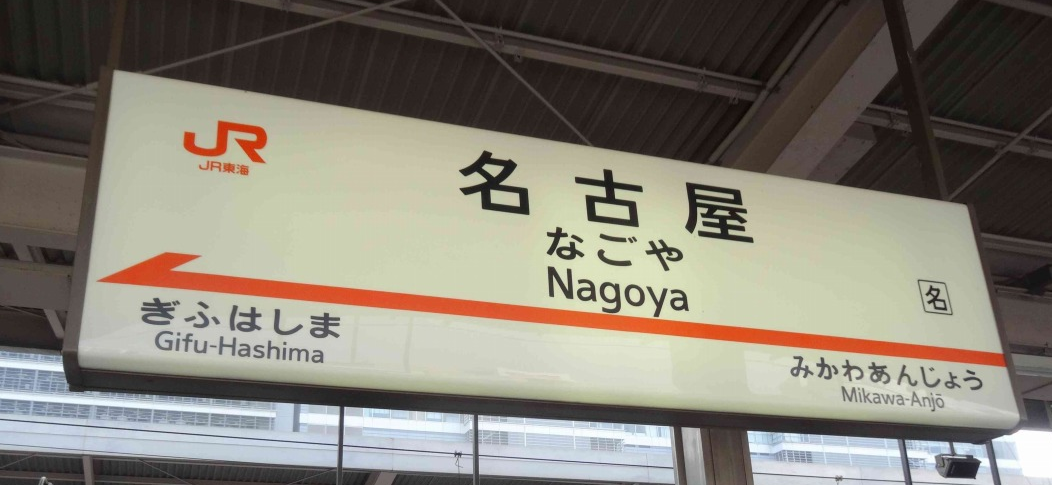 JR
JR東海
名古屋
なごや
Nagoya
名
ぎふはしま
Gifu-Hashima
みかわあんじょう
Mikawa-Anjō